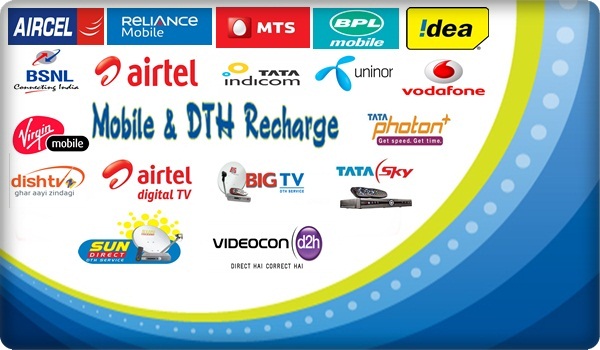 AIRCEL
RELIANCE
Mobile
MTS
BPL
mobile
!dea
BSNL
Connecting India
airtel
TATA
indicom
uninor
vodafone
Virgin
mobile
Mobile & DTH Recharge
TATA
photon+
Get speed. Get time.
dishtv
ghar aayi zindagi
airtel
digital TV
BIG TV
DTH SERVICE
TATA Sky
SUN
DIRECT
DTH SERVICE
VIDEOCON d2h
DIRECT HAI CORRECT HAI